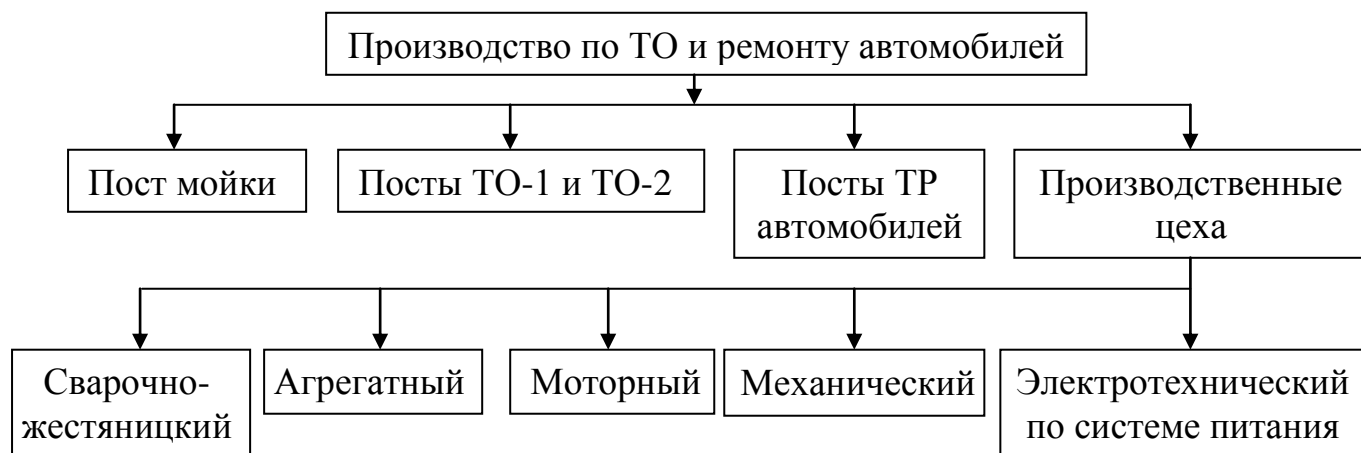 Производство по ТО и ремонту автомобилей
Пост мойки
Посты ТО-1 и ТО-2
Посты ТР
автомобилей
Производственные
цеха
Сварочно-
жестяницкий
Агрегатный
Моторный
Механический
Электротехнический
по системе питания